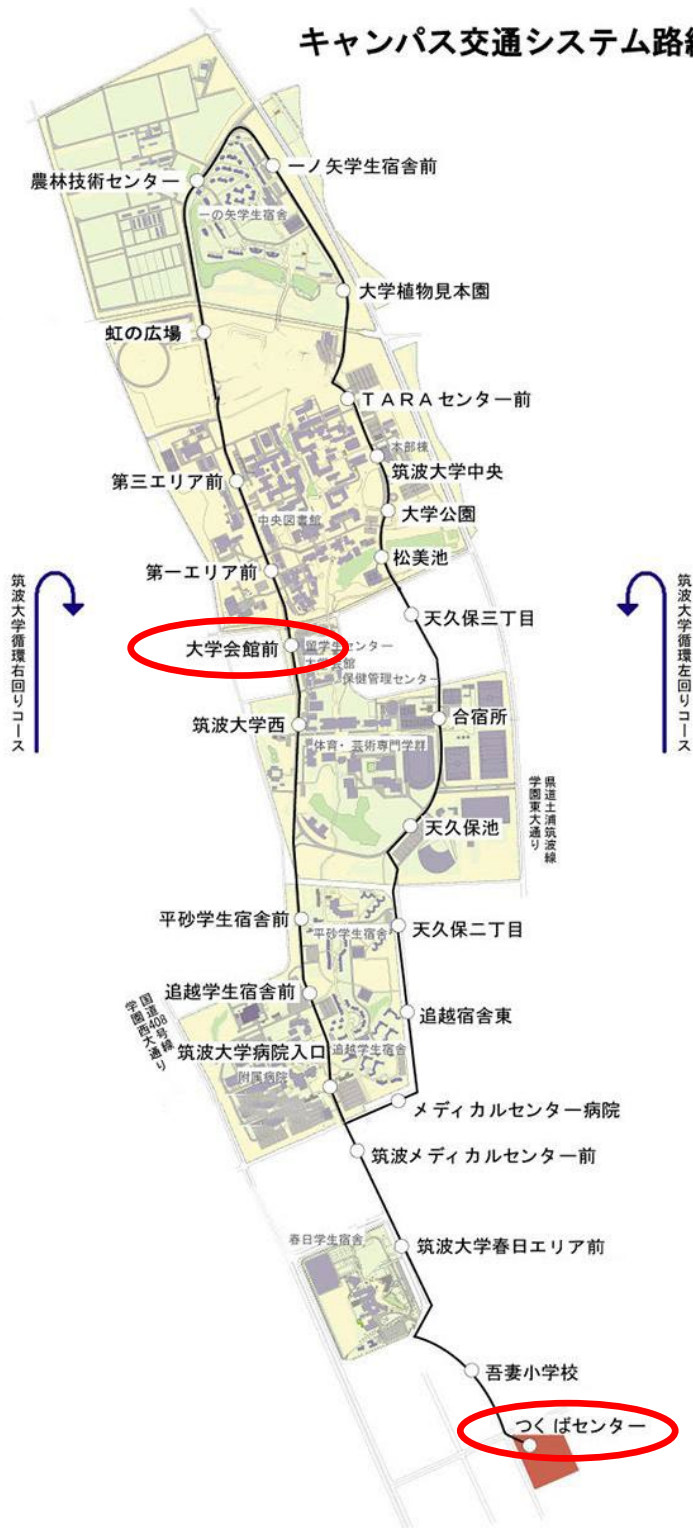 キャンパス交通システム路線
一ノ矢学生宿舎前
農林技術センター
一の矢学生宿舎
大学植物見本園
虹の広場
TARAセンター前
本部棟
筑波大学中央
第三エリア前
大学公園
中央図書館
松美池
第一エリア前
筑波大学循環右回りコース
筑波大学循環左回りコース
天久保三丁目
大学会館前
留学生センター
大学会館
保健管理センター
合宿所
筑波大学西
体育・芸術専門学群
県道土浦筑波線
学園東大通り
天久保池
平砂学生宿舎前
平砂学生宿舎
天久保二丁目
追越学生宿舎前
国道408号線
学園西大通り
追越宿舎東
筑波大学病院入口
追越学生宿舎
附属病院
メディカルセンター病院
筑波メディカルセンター前
春日学生宿舎
筑波大学春日エリア前
吾妻小学校
つくばセンター